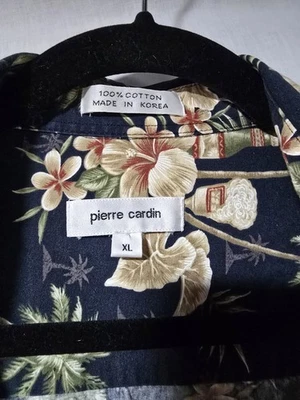 100% COTTON
MADE IN KOREA
pierre cardin
XL